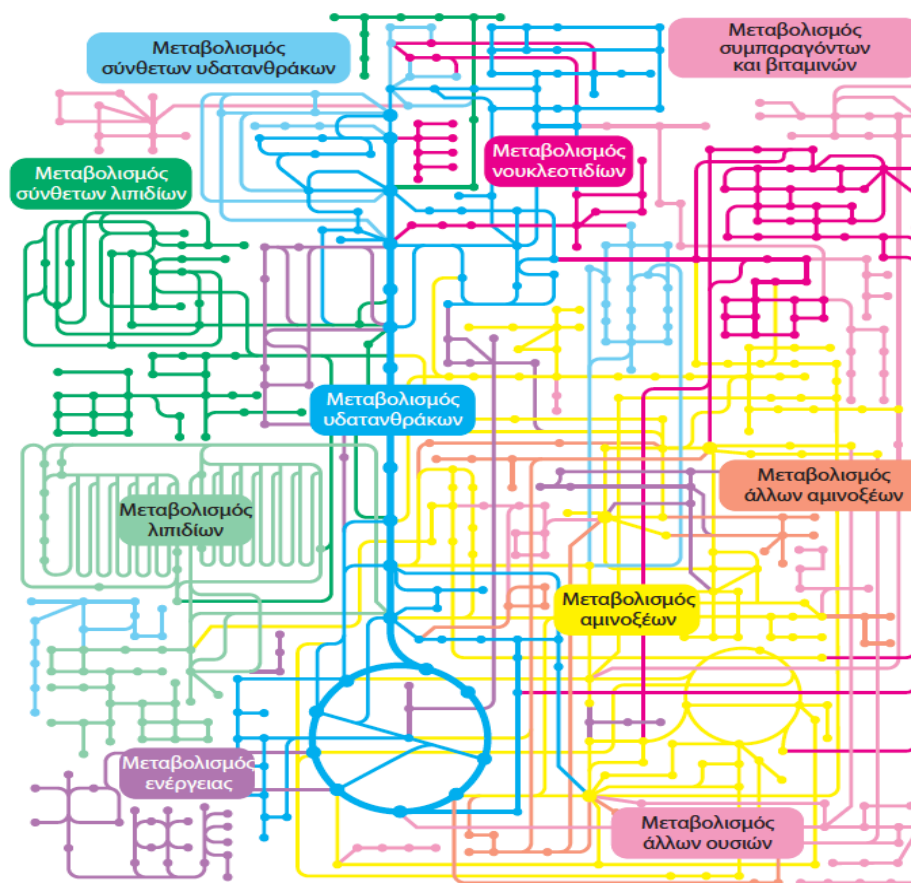 Μεταβολισμός
σύνθετων υδατανθράκων
Μεταβολισμός
συμπαραγόντων
και βιταμινών
Μεταβολισμός
νουκλεοτιδίων
Μεταβολισμός
σύνθετων λιπιδίων
Μεταβολισμός
υδατανθράκων
Μεταβολισμός
άλλων αμινοξέων
Μεταβολισμός
λιπιδίων
Μεταβολισμός
αμινοξέων
Μεταβολισμός
ενέργειας
Μεταβολισμός
άλλων ουσιών